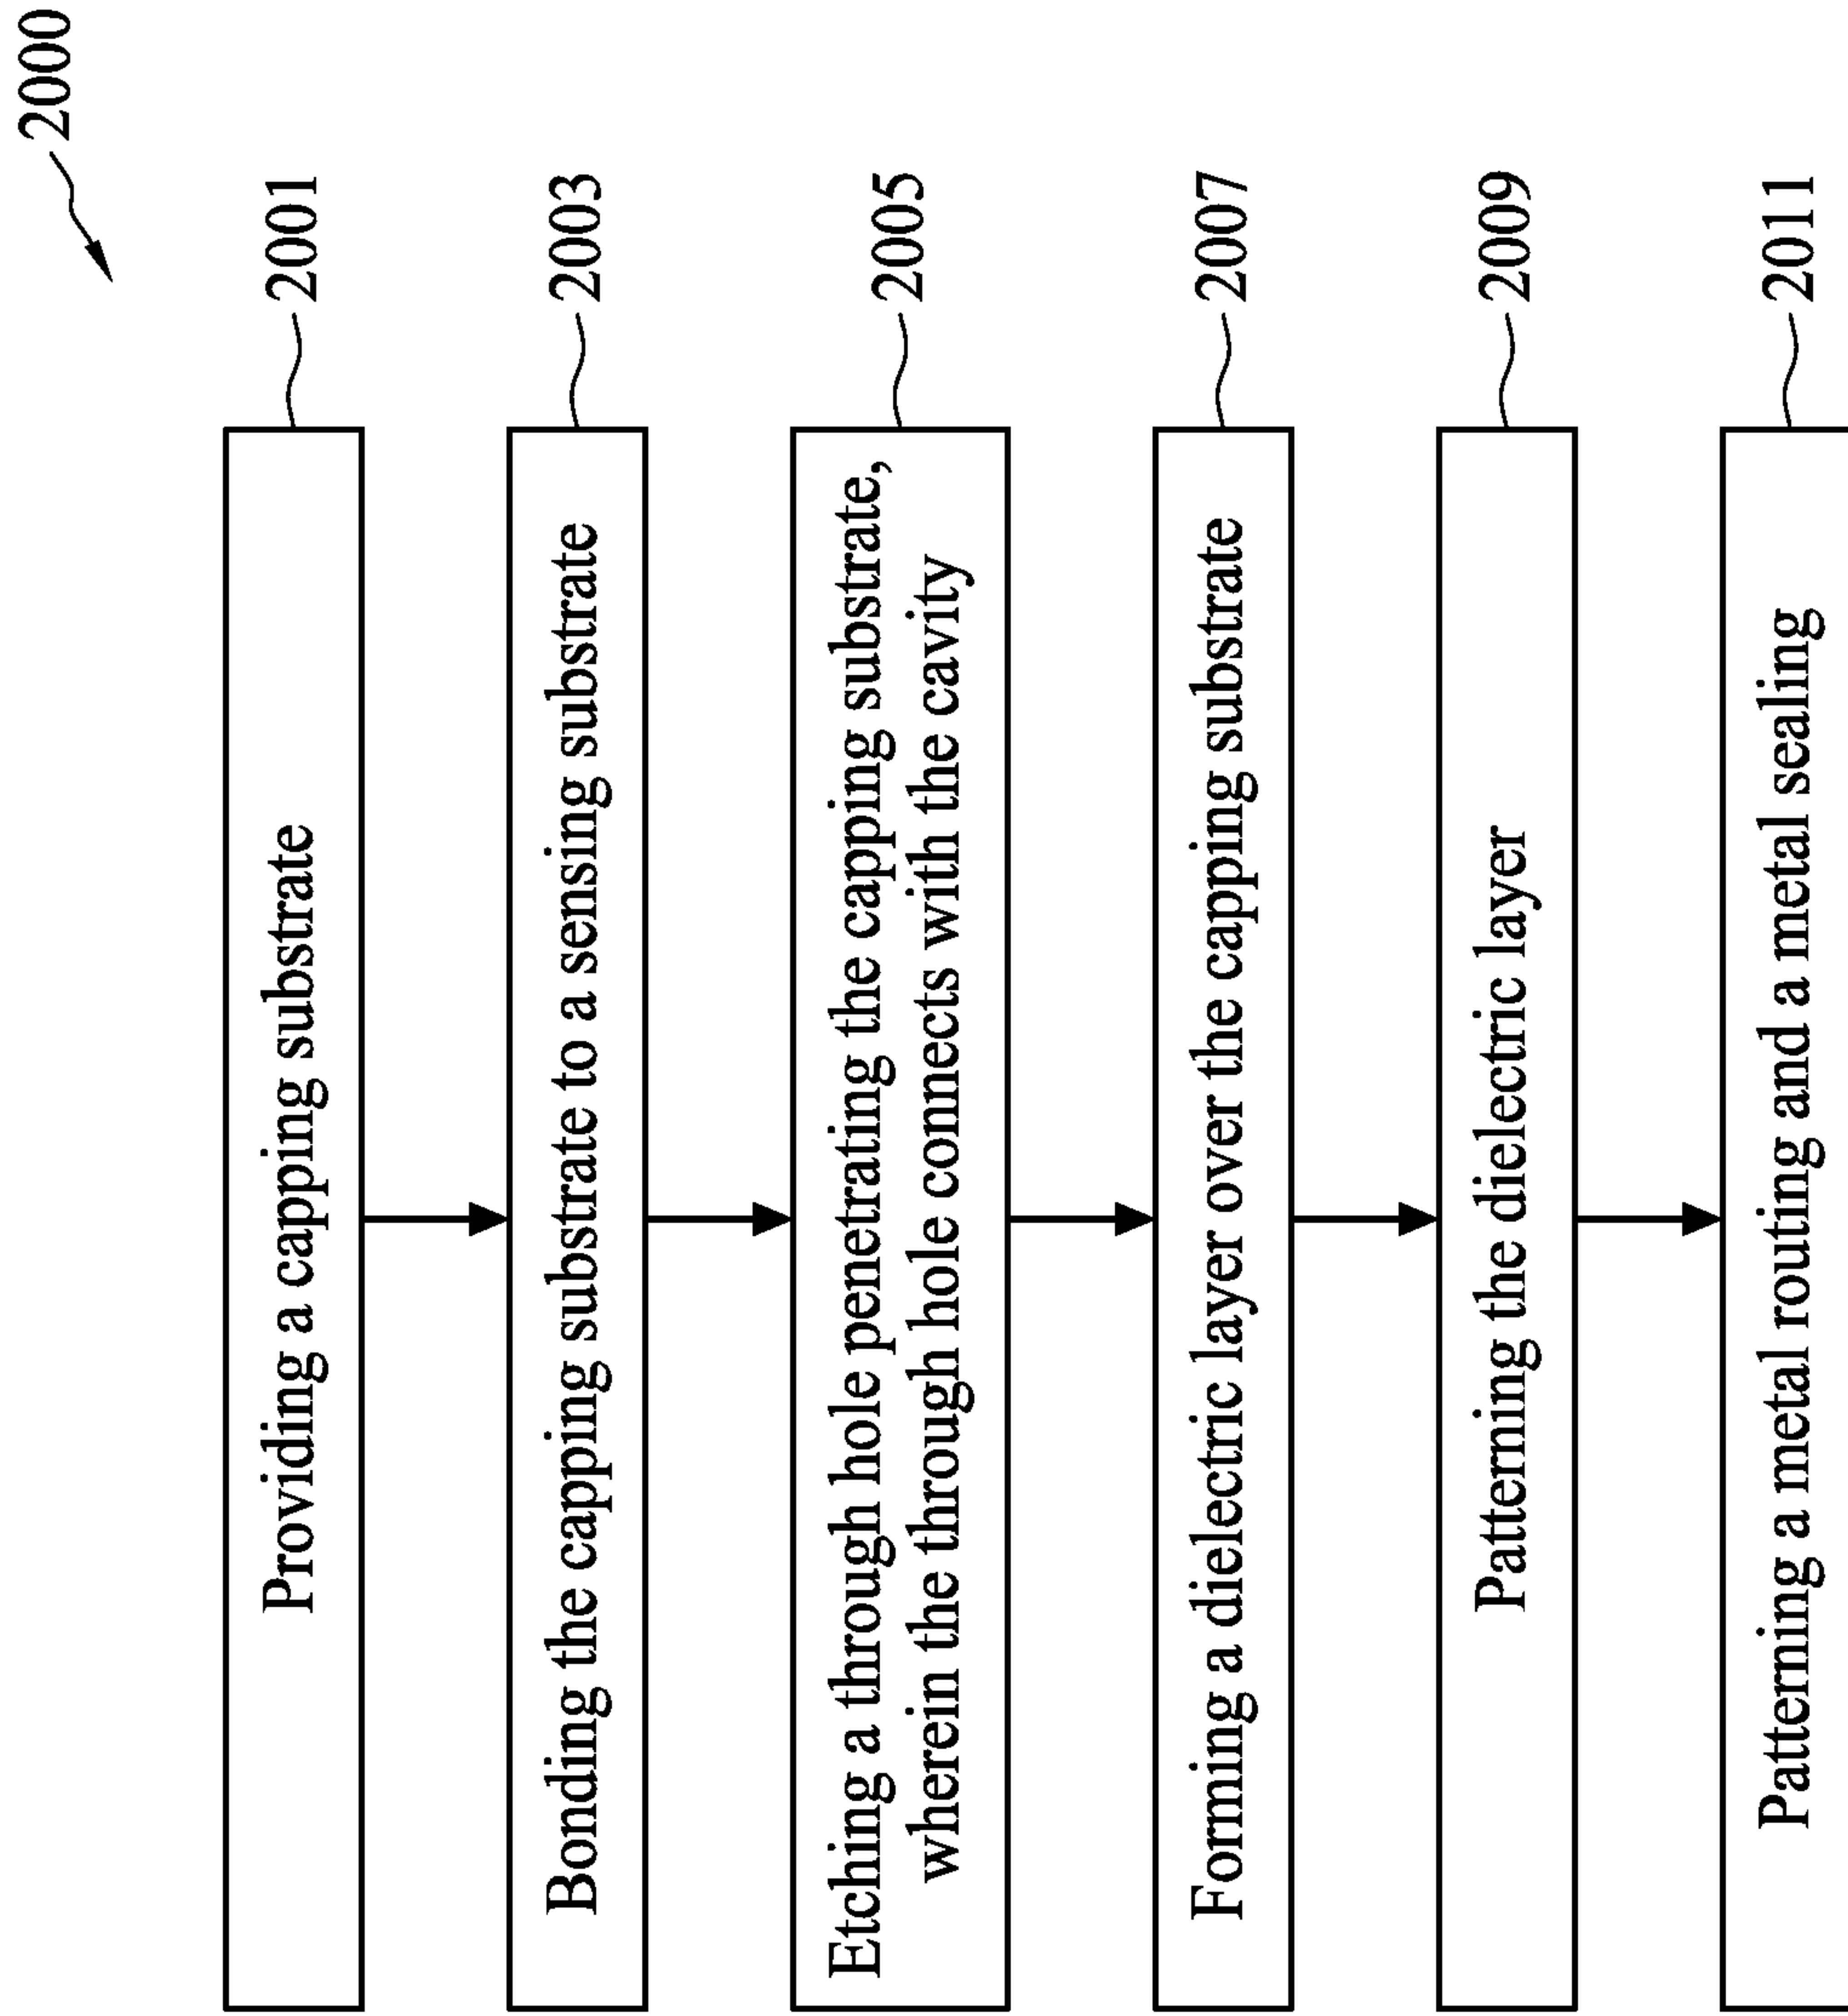 2000
Providing a capping substrate
2001
Bonding the capping substrate to a sensing substrate
2003
Etching a through hole penetrating the capping substrate,
wherein the through hole connects with the cavity
2005
Forming a dielectric layer over the capping substrate
2007
Patterning the dielectric layer
2009
Patterning a metal routing and a metal sealing
2011